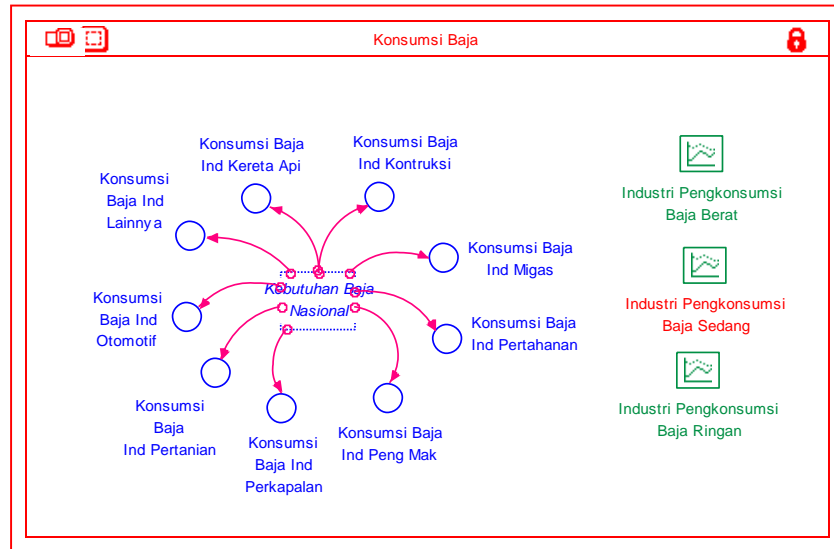 Konsumsi Baja
Konsumsi Baja
Ind Kereta Api
Konsumsi Baja
Ind Kontruksi
Konsumsi
Baja Ind
Lainnya
Konsumsi Baja
Ind Migas
Kebutuhan Baja
Nasional
Konsumsi
Baja Ind
Otomotif
Konsumsi Baja
Ind Pertahanan
Konsumsi
Baja
Ind Pertanian
Konsumsi
Baja Ind
Perkapalan
Konsumsi Baja
Ind Peng Mak
Industri Pengkonsumsi
Baja Berat
Industri Pengkonsumsi
Baja Sedang
Industri Pengkonsumsi
Baja Ringan